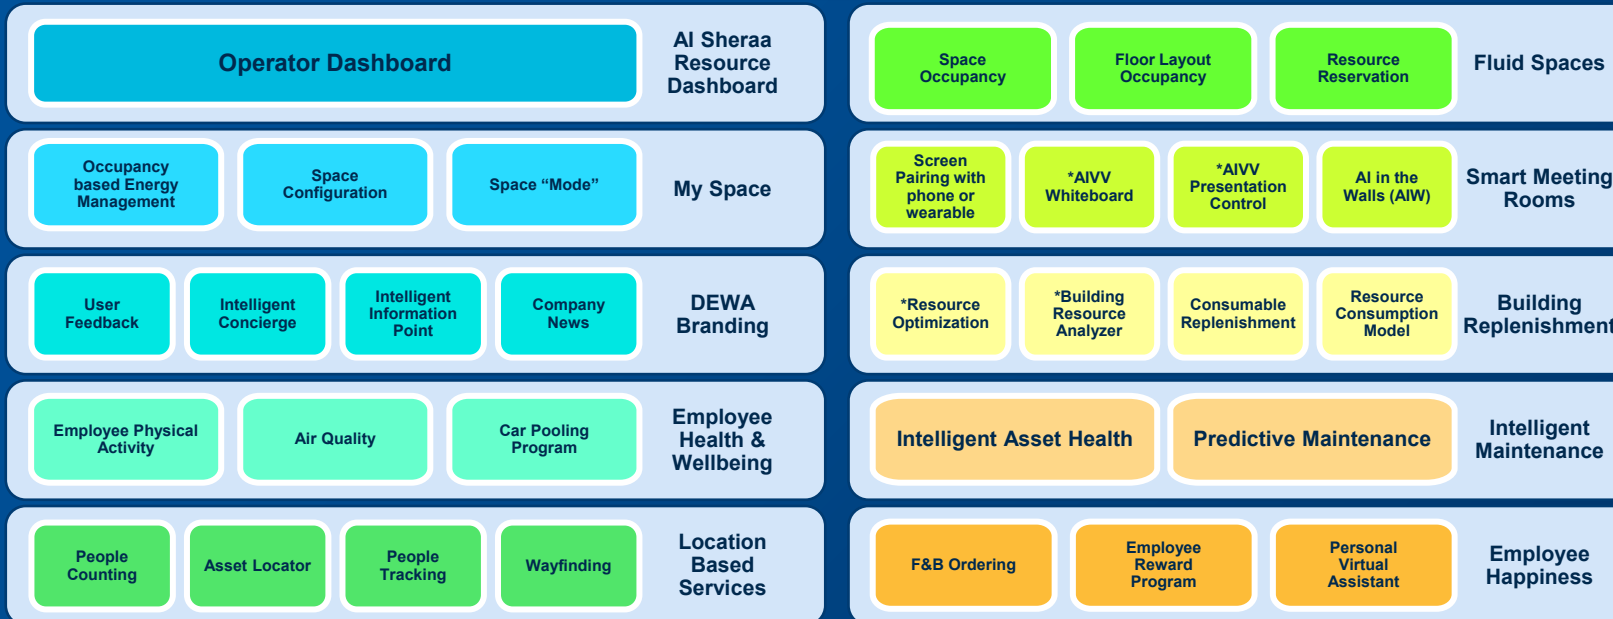 Operator Dashboard
Al Sheraa
Resource
Dashboard
Occupancy
based Energy
Management
Space
Configuration
Space “Mode”
My Space
User
Feedback
Intelligent
Concierge
Intelligent
Information
Point
Company
News
DEWA
Branding
Employee Physical
Activity
Air Quality
Car Pooling
Program
Employee
Health &
Wellbeing
People
Counting
Asset Locator
People
Tracking
Wayfinding
Location
Based
Services
Space
Occupancy
Floor Layout
Occupancy
Resource
Reservation
Fluid Spaces
Screen
Pairing with
phone or
wearable
*AIVV
Whiteboard
*AIVV
Presentation
Control
AI in the
Walls (AIW)
Smart Meeting
Rooms
*Resource
Optimization
*Building
Resource
Analyzer
Consumable
Replenishment
Resource
Consumption
Model
Building
Replenishment
Intelligent Asset Health
Predictive Maintenance
Intelligent
Maintenance
F&B Ordering
Employee
Reward
Program
Personal
Virtual
Assistant
Employee
Happiness